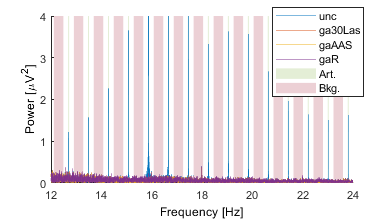 unc
ga30Las
gaAAS
gaR
Art.
Bkg.
Power [μV²]
4
3
2
1
0
12 14 16 18 20 22 24
Frequency [Hz]